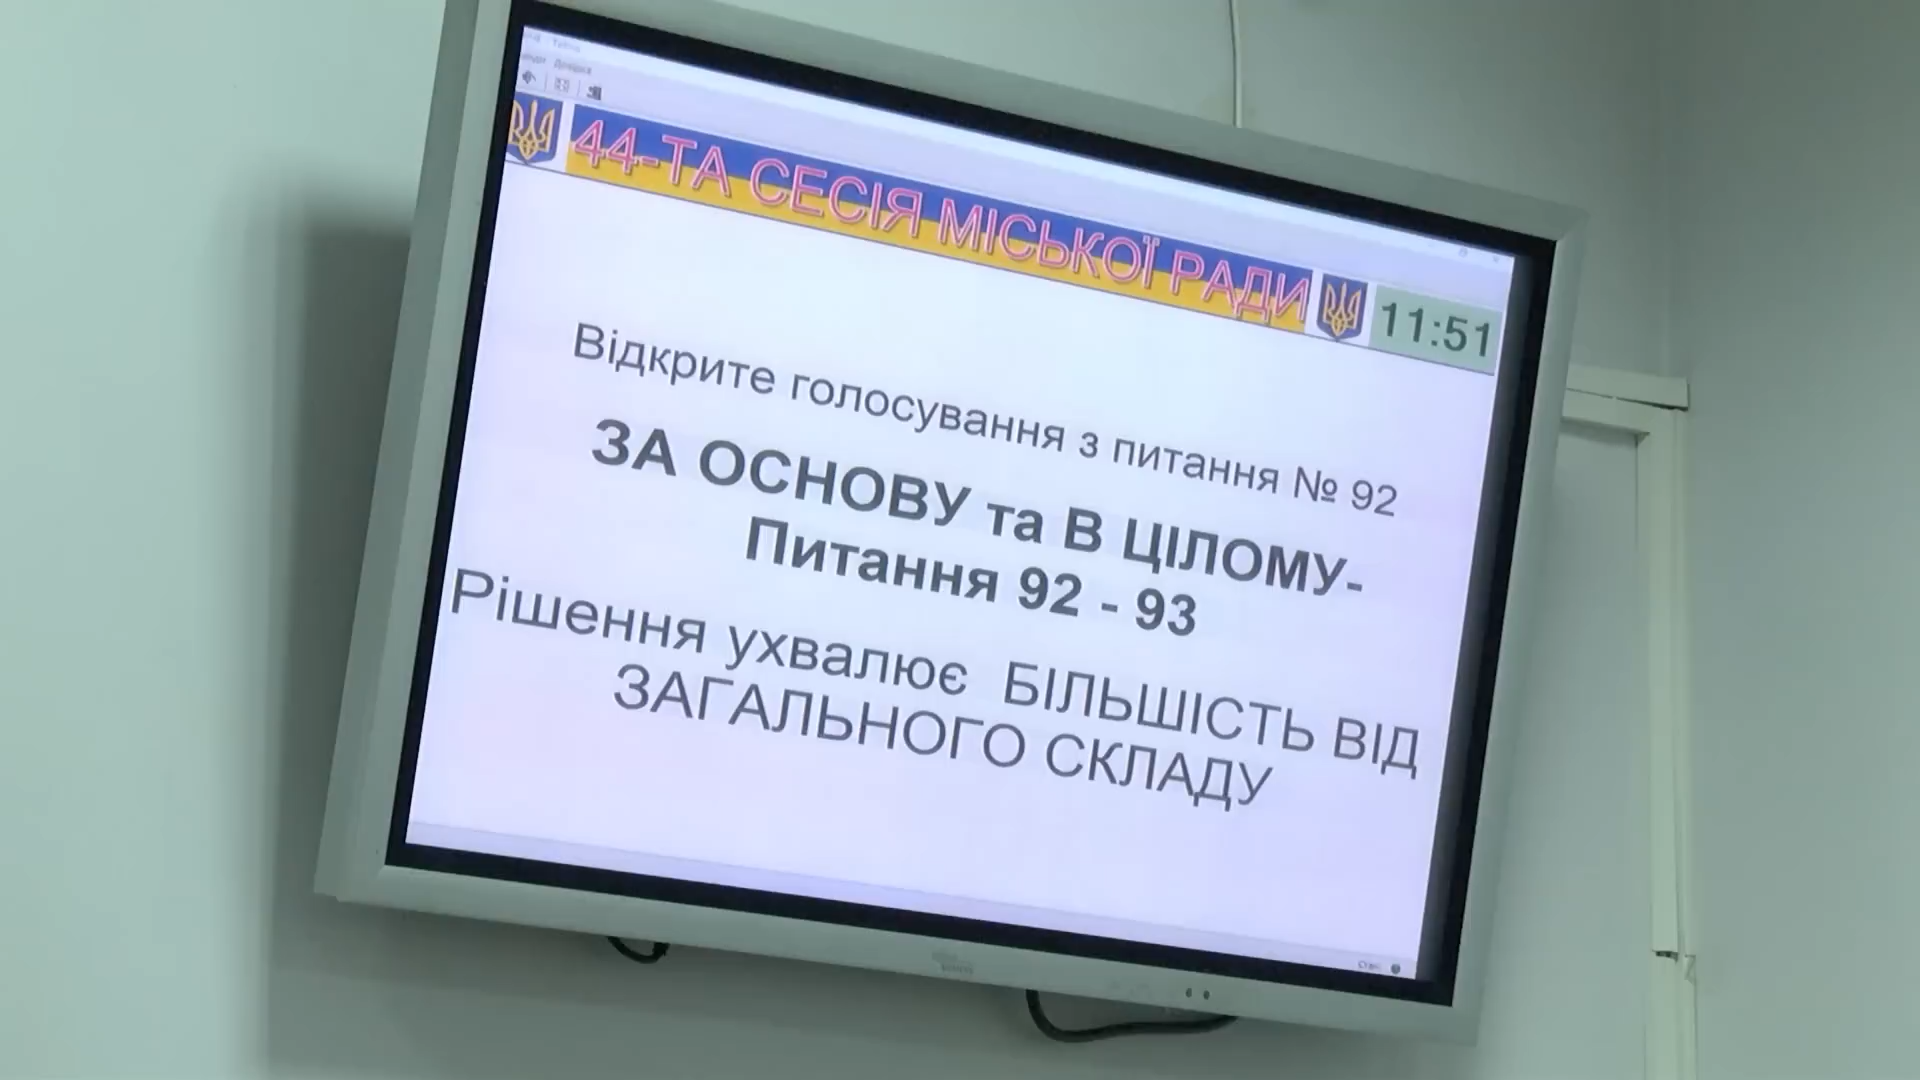 44-ТА СЕСІЯ МІСЬКОЇ РАДИ
11:51
Відкрите голосування з питання № 92
ЗА ОСНОВУ та В ЦІЛОМУ-
Питання 92 - 93
Рішення ухвалює БІЛЬШІСТЬ ВІД
ЗАГАЛЬНОГО СКЛАДУ